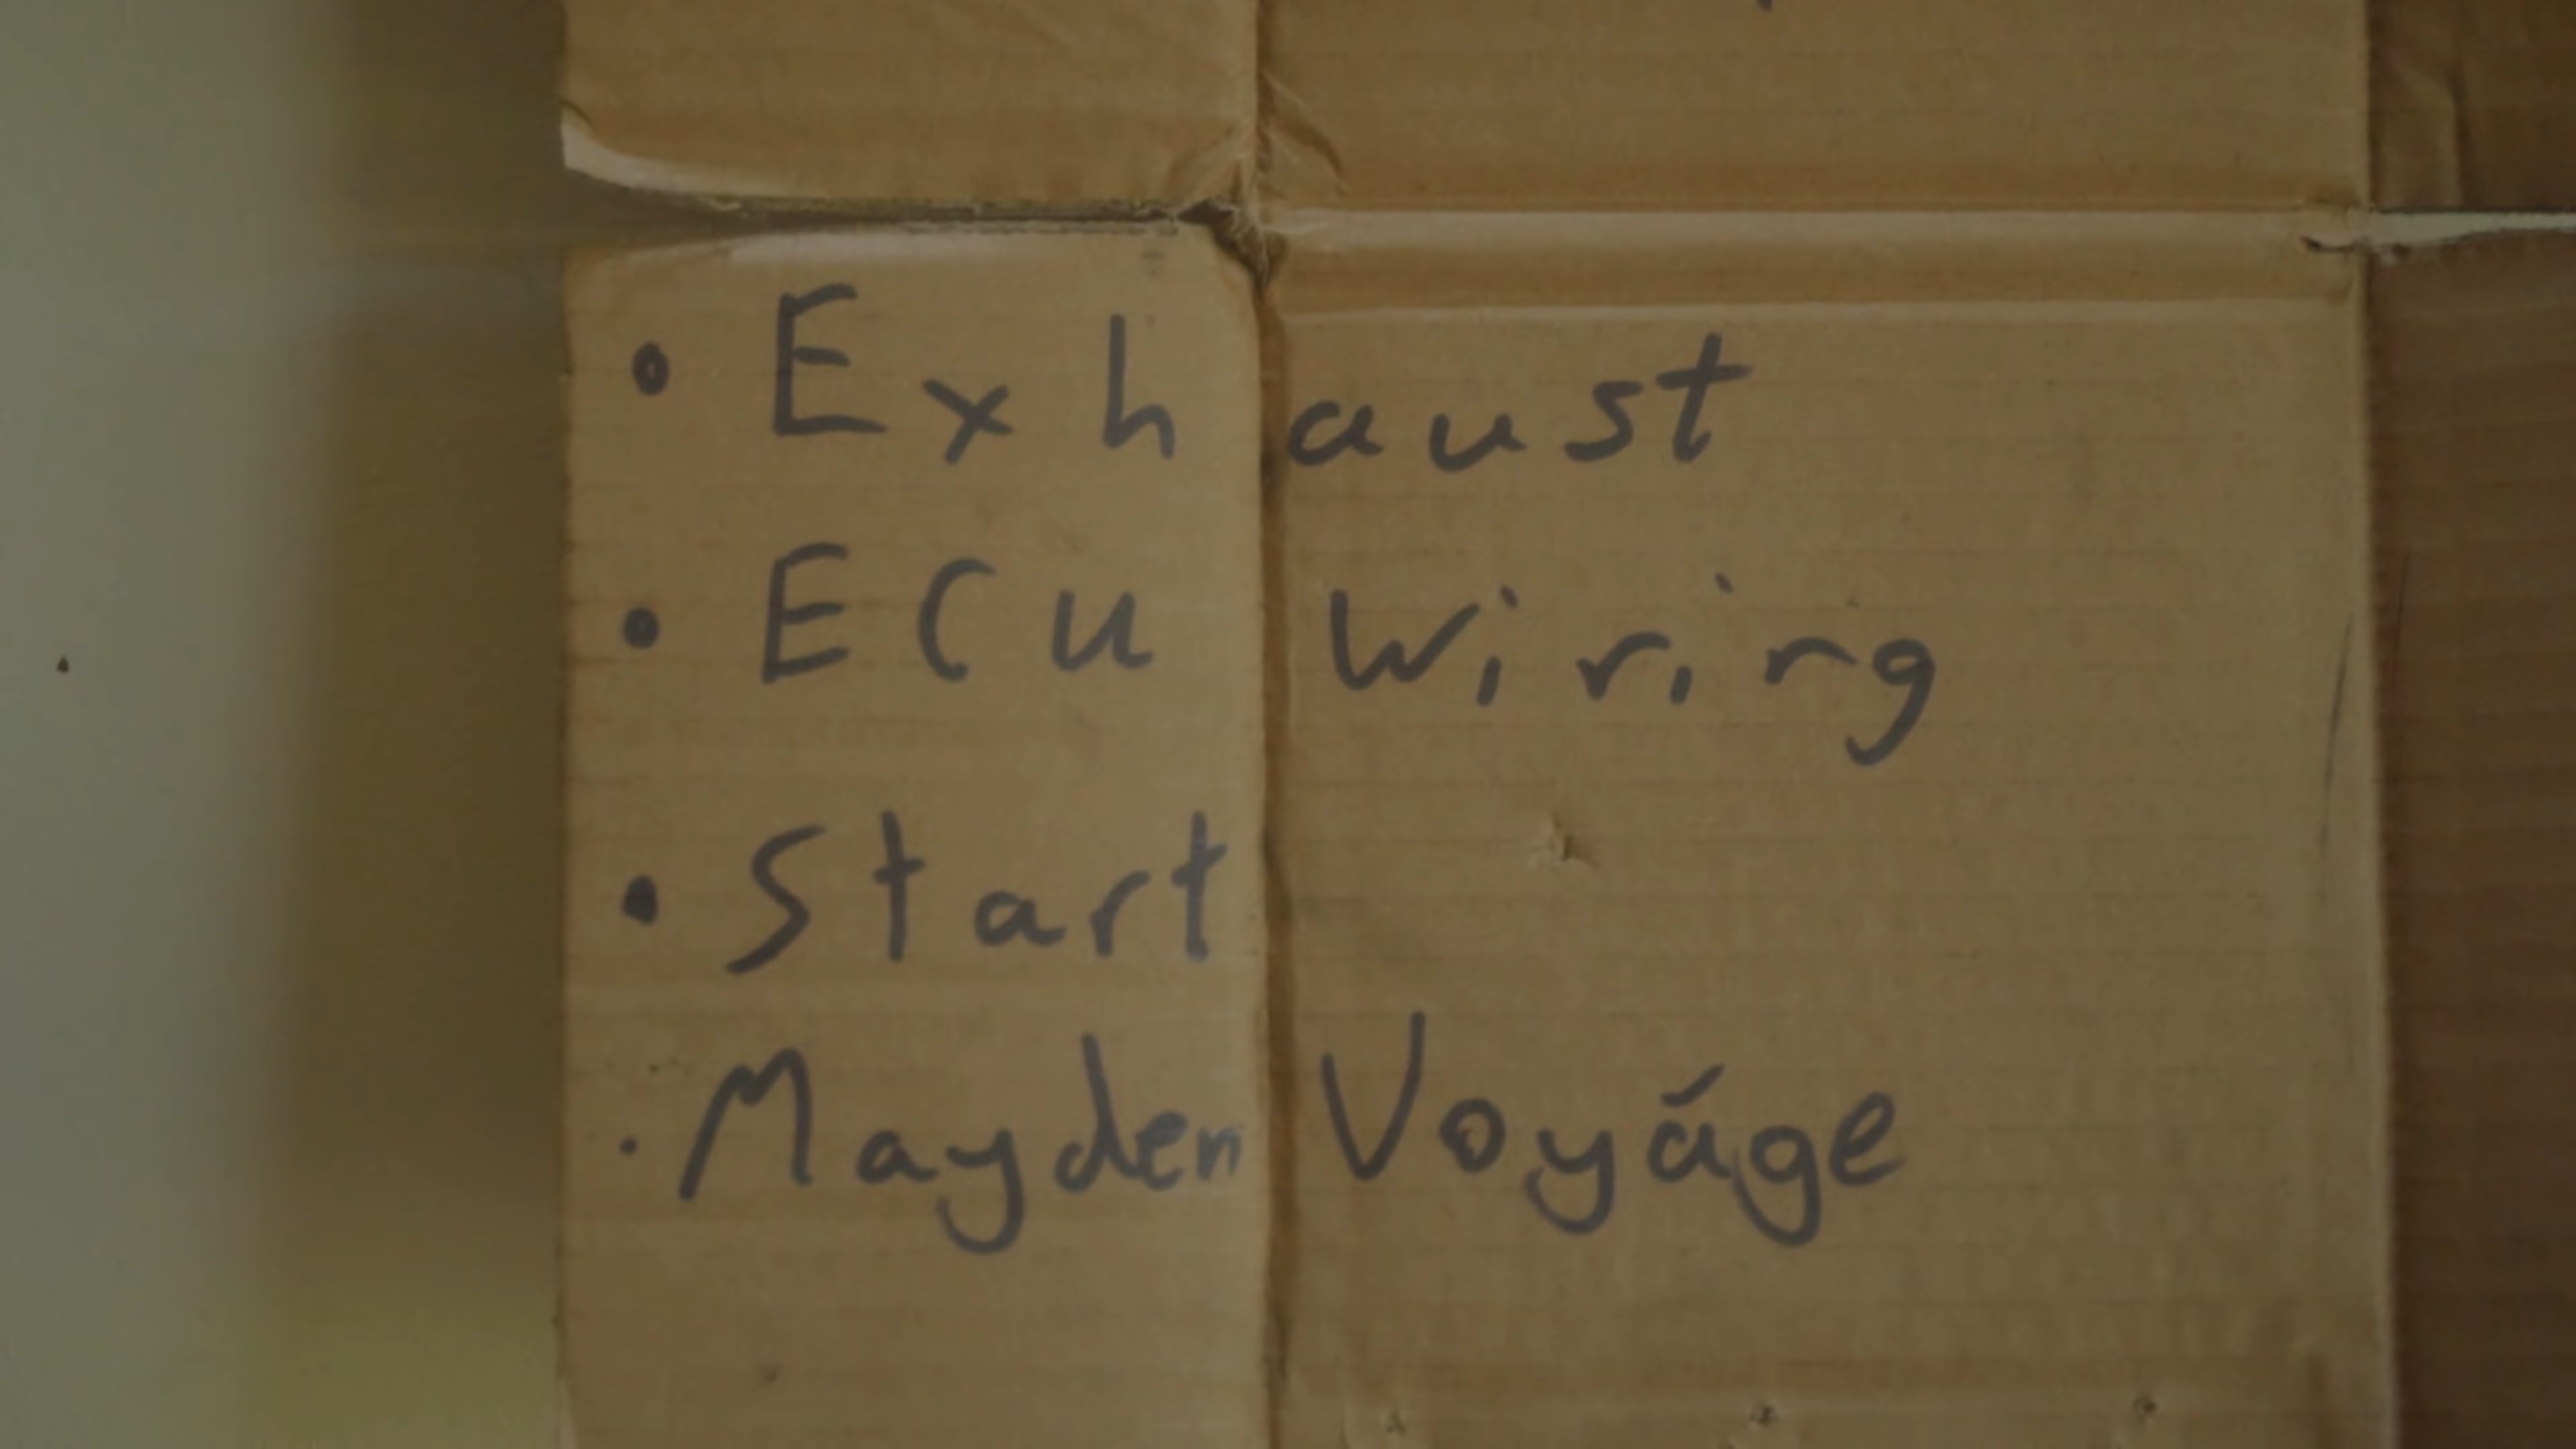 • Exhaust
• ECU Wiring
• Start
• Mayden Voyáge